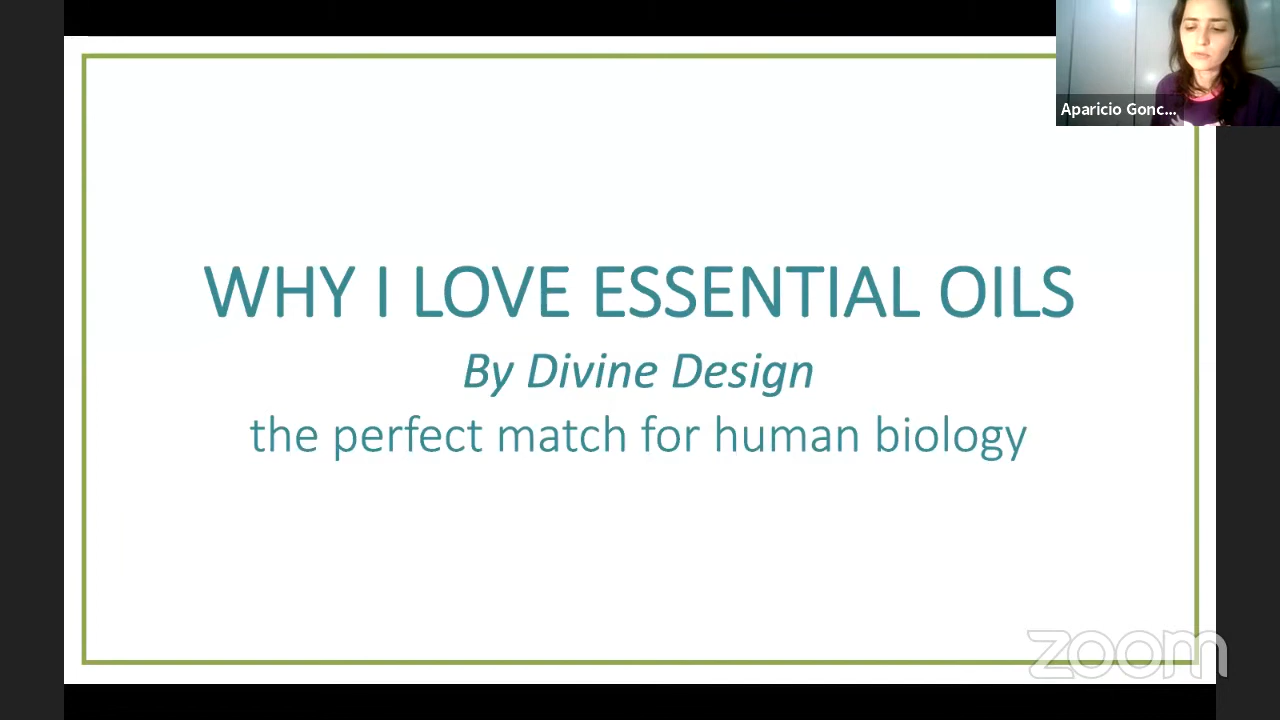 Aparicio Gonc...
WHY I LOVE ESSENTIAL OILS
By Divine Design
the perfect match for human biology
zoom